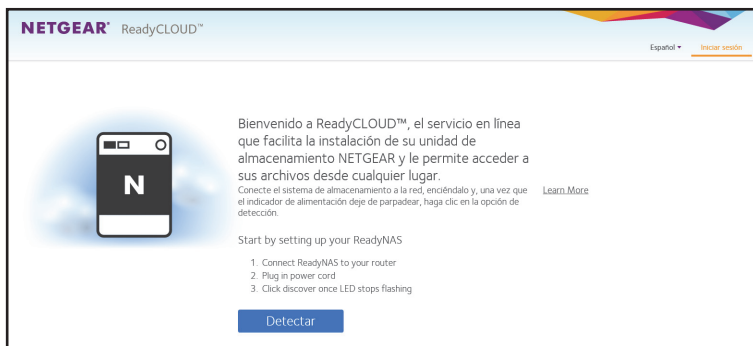 NETGEAR® ReadyCLOUD™
Español
Iniciar sesión
Bienvenido a ReadyCLOUD™, el servicio en línea
que facilita la instalación de su unidad de
almacenamiento NETGEAR y le permite acceder a
sus archivos desde cualquier lugar.
Conecte el sistema de almacenamiento a la red, enciéndalo y, una vez que
el indicador de alimentación deje de parpadear, haga clic en la opción de
detección.
Learn More
N
Start by setting up your ReadyNAS
1. Connect ReadyNAS to your router
2. Plug in power cord
3. Click discover once LED stops flashing
Detectar